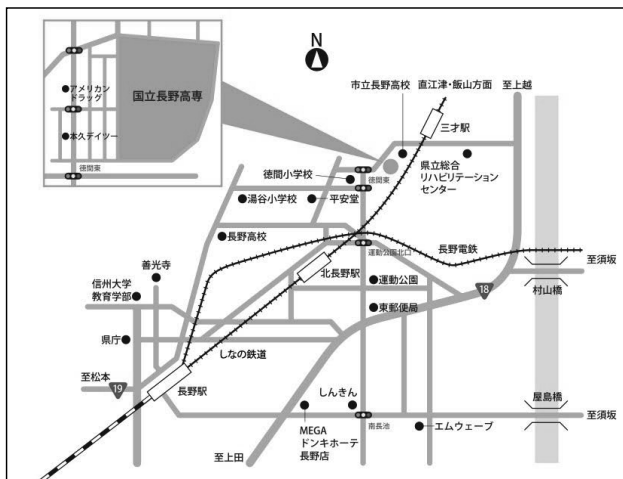 国立長野高専
アメリカン
ドラッグ
本久デイツー
徳間東
N
市立長野高校
直江津・飯山方面
至上越
三才駅
徳間小学校
徳間東
県立総合
リハビリテーション
センター
湯谷小学校
平安堂
長野高校
運動公園北口
長野電鉄
至須坂
善光寺
北長野駅
運動公園
信州大学
教育学部
東郵便局
18
村山橋
県庁
しなの鉄道
至松本
19
長野駅
しんきん
屋島橋
南長池
至須坂
MEGA
ドンキホーテ
長野店
エムウェーブ
至上田